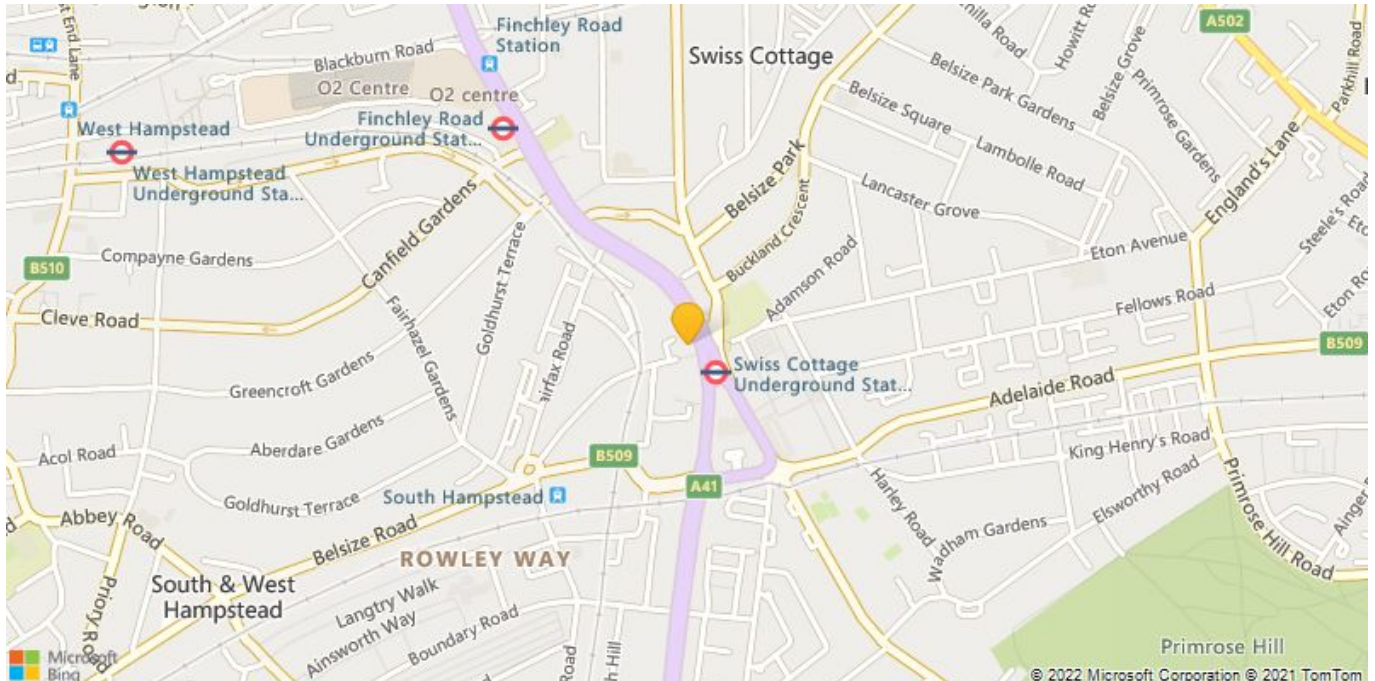 Finchley Road
Station
A502
Swiss Cottage
Howitt Ro
Belsize Grove
Parkhill Road
End Lane
Blackburn Road
O2 Centre
O2 centre
Belsize Park Gardens
Primrose Gardens
West Hampstead
Finchley Road
Underground Stat...
Belsize Square
Lambolle Road
England's Lane
West Hampstead
Underground Sta...
Belsize Park
Lancaster Grove
Steele's Road
Canfield Gardens
Goldhurst Terrace
Buckland Crescent
Adamson Road
Eton Avenue
B510
Compayne Gardens
Fellows Road
Eton Ro
Cleve Road
Fairhazel Gardens
airfax Road
Swiss Cottage
Underground Stat...
B509
Greencroft Gardens
Adelaide Road
Aberdare Gardens
King Henry's Road
Acol Road
B509
Goldhurst Terrace
South Hampstead
A41
Harley Road
Elsworthy Road
Primrose Hill Road
Abbey Road
Belsize Road
Wadham Gardens
ROWLEY WAY
South & West
Hampstead
Priory Road
Langtry Walk
Ainsworth Way
Boundary Road
Road
h Hill
Primrose Hill
Microsoft
Bing
© 2022 Microsoft Corporation © 2021 TomTom